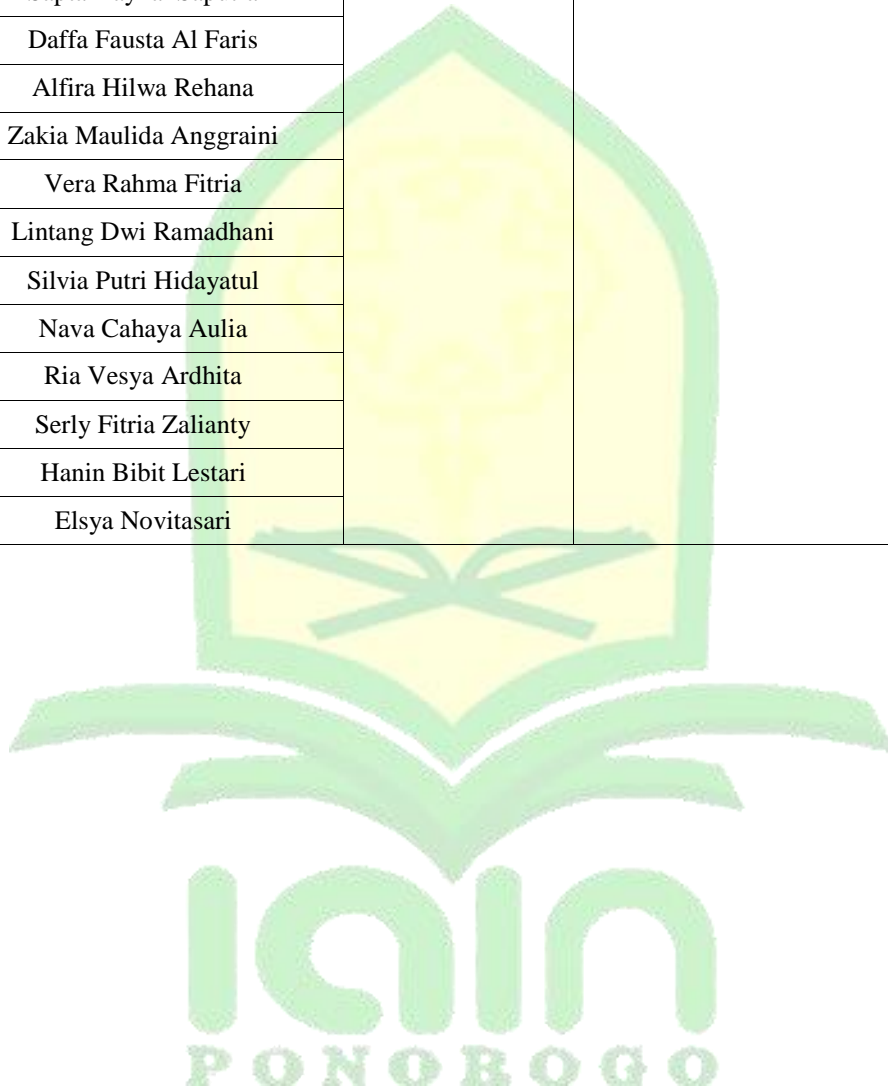 Daffa Fausta Al Faris
Alfira Hilwa Rehana
Zakia Maulida Anggraini
Vera Rahma Fitria
Lintang Dwi Ramadhani
Silvia Putri Hidayatul
Nava Cahaya Aulia
Ria Vesya Ardhita
Serly Fitria Zalianty
Hanin Bibit Lestari
Elsya Novitasari
IAIN
PONOROGO